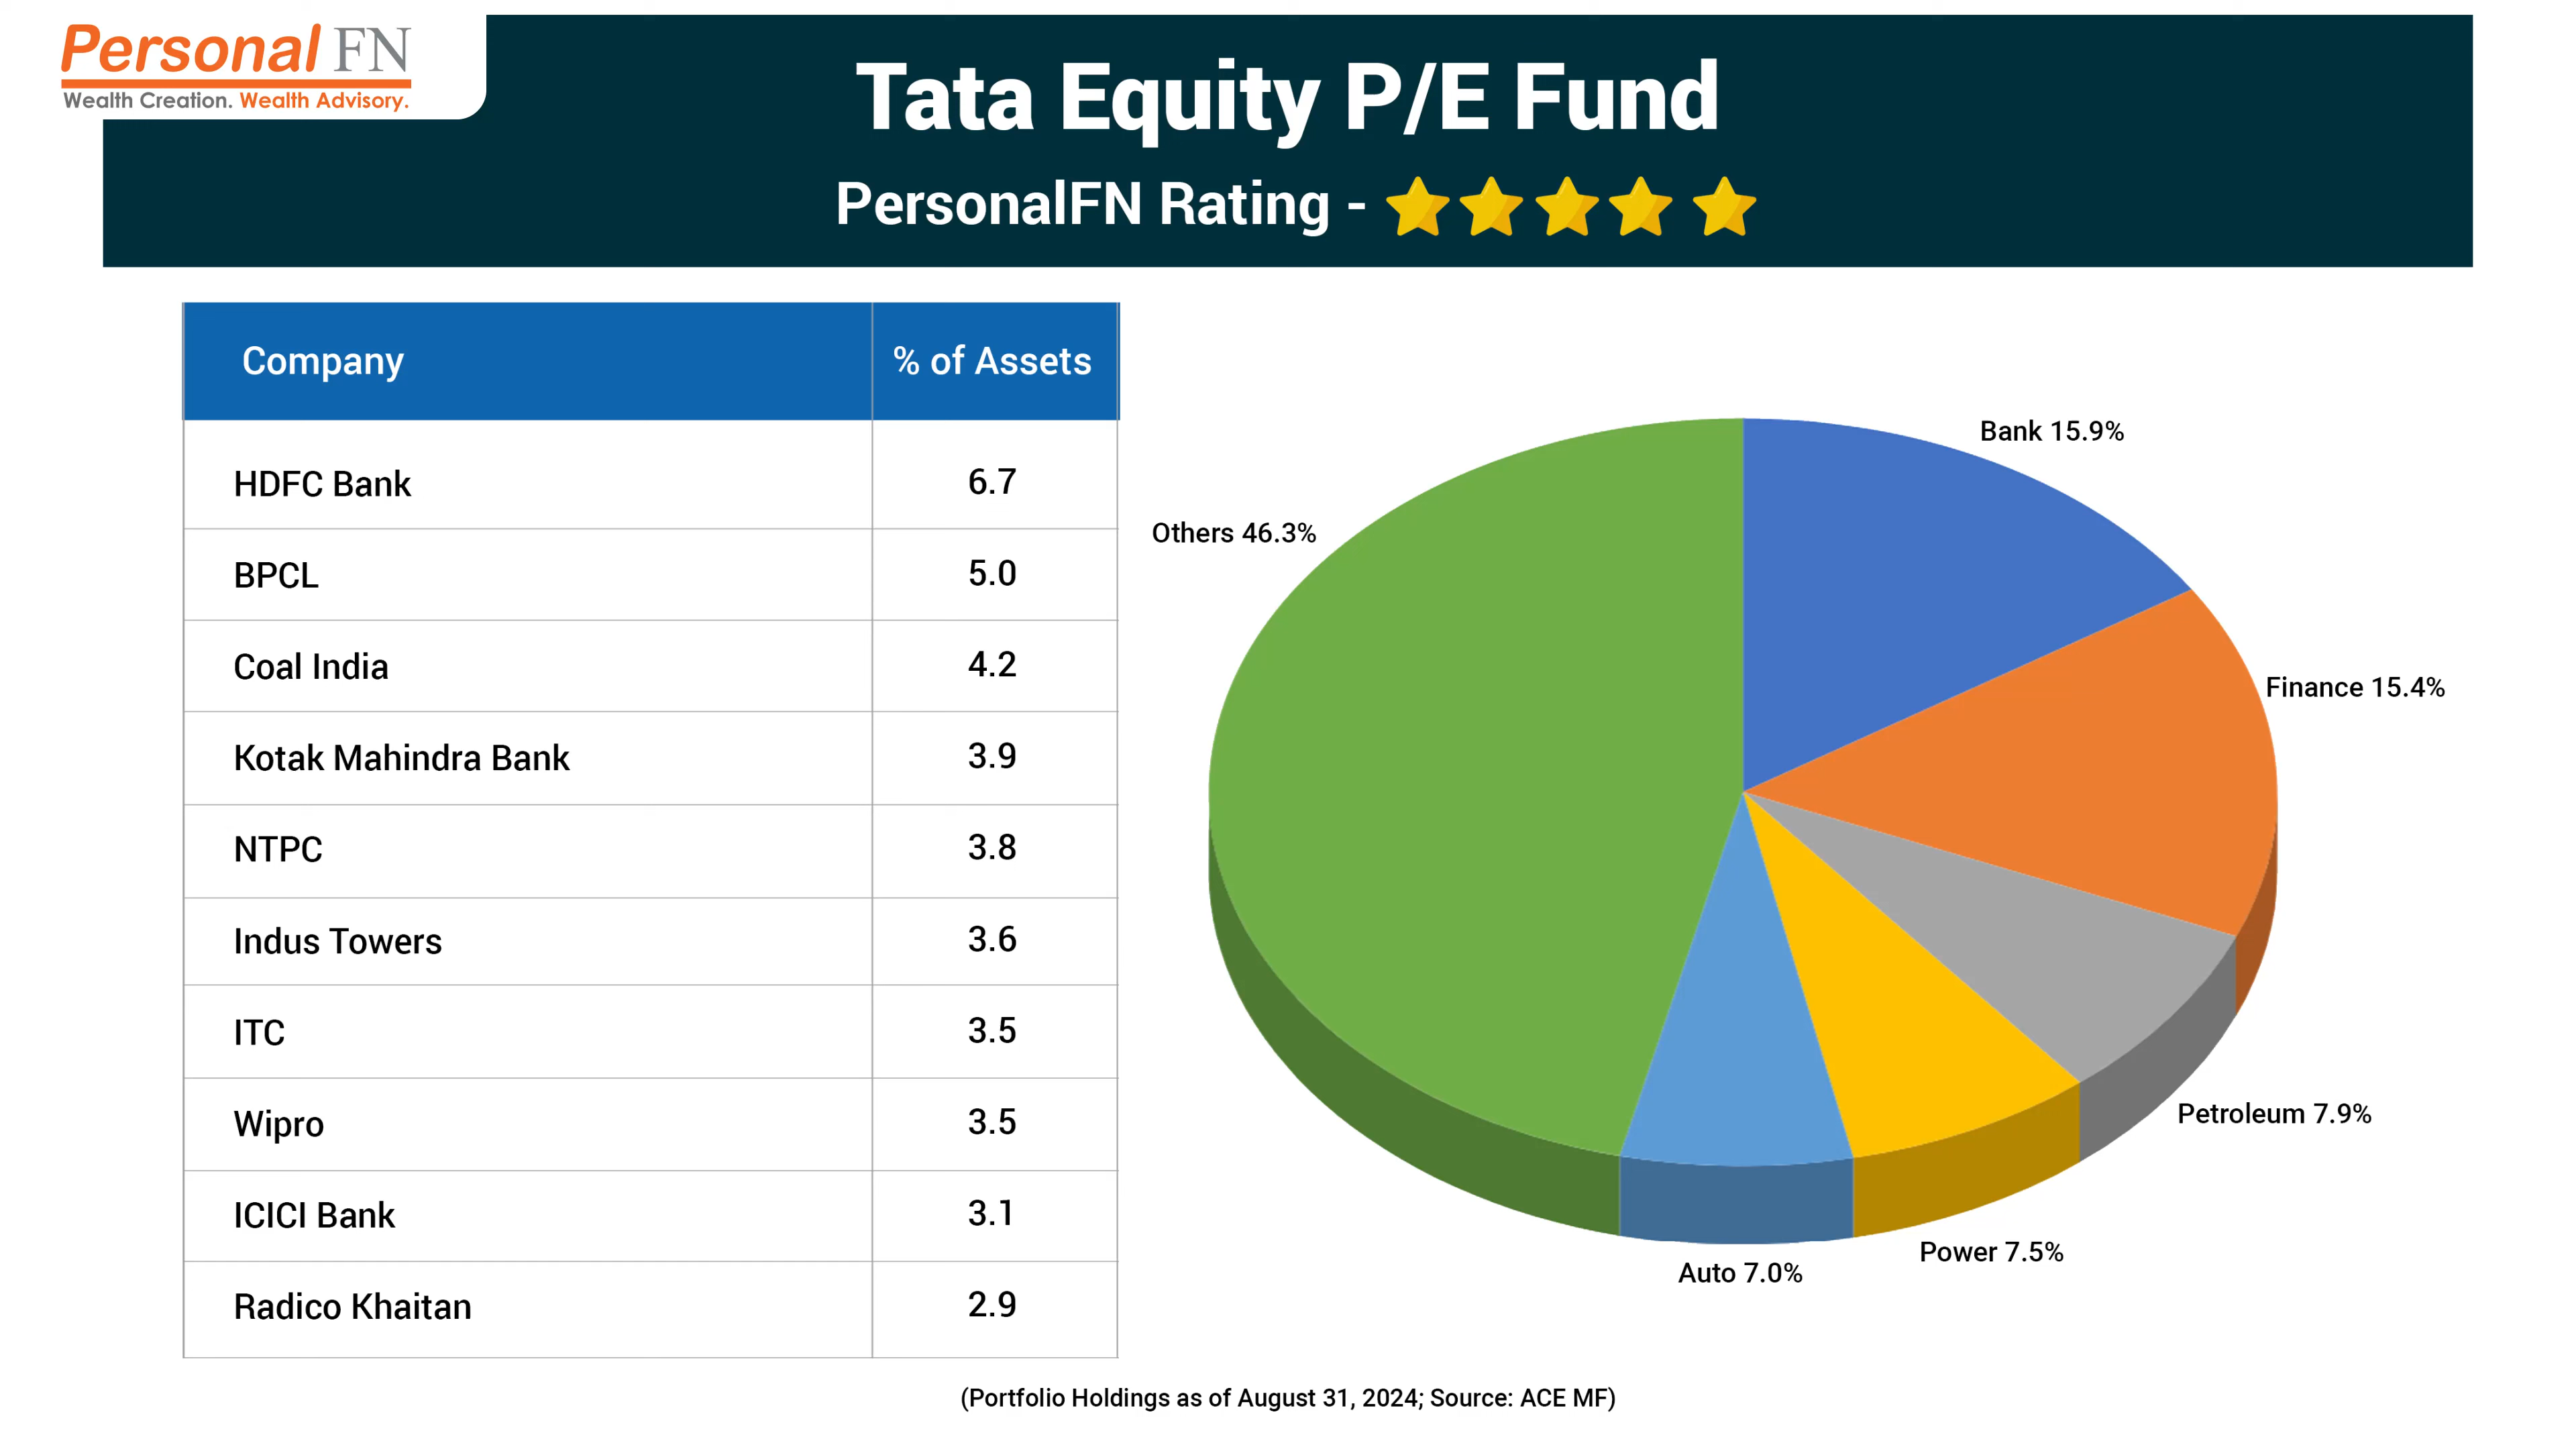 Personal FN
Wealth Creation. Wealth Advisory.
Tata Equity P/E Fund
PersonalFN Rating -
Company % of Assets
HDFC Bank 6.7
BPCL 5.0
Coal India 4.2
Kotak Mahindra Bank 3.9
NTPC 3.8
Indus Towers 3.6
ITC 3.5
Wipro 3.5
ICICI Bank 3.1
Radico Khaitan 2.9
Bank 15.9%
Others 46.3%
Finance 15.4%
Petroleum 7.9%
Power 7.5%
Auto 7.0%
(Portfolio Holdings as of August 31, 2024; Source: ACE MF)